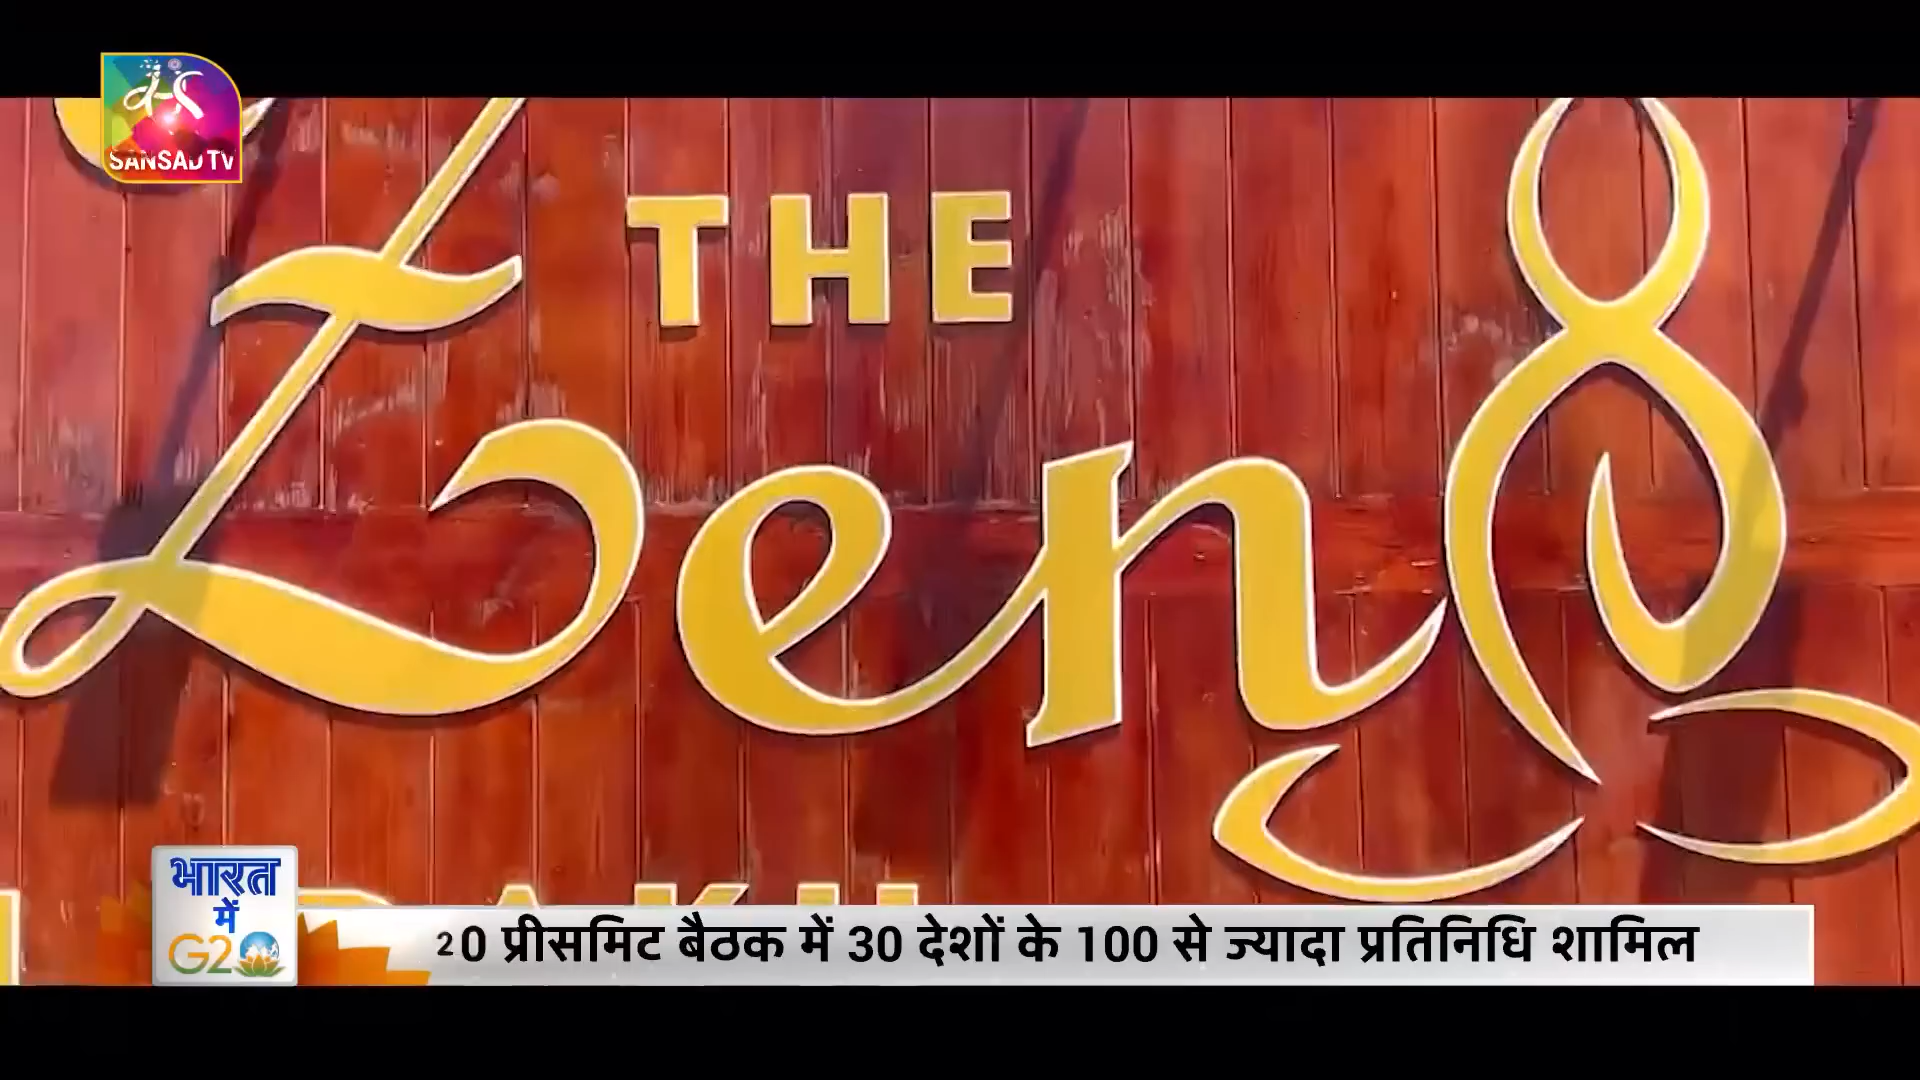 SANSAD TV
THE
Zen
भारत
में
G20
20 प्रीसमिट बैठक में 30 देशों के 100 से ज्यादा प्रतिनिधि शामिल